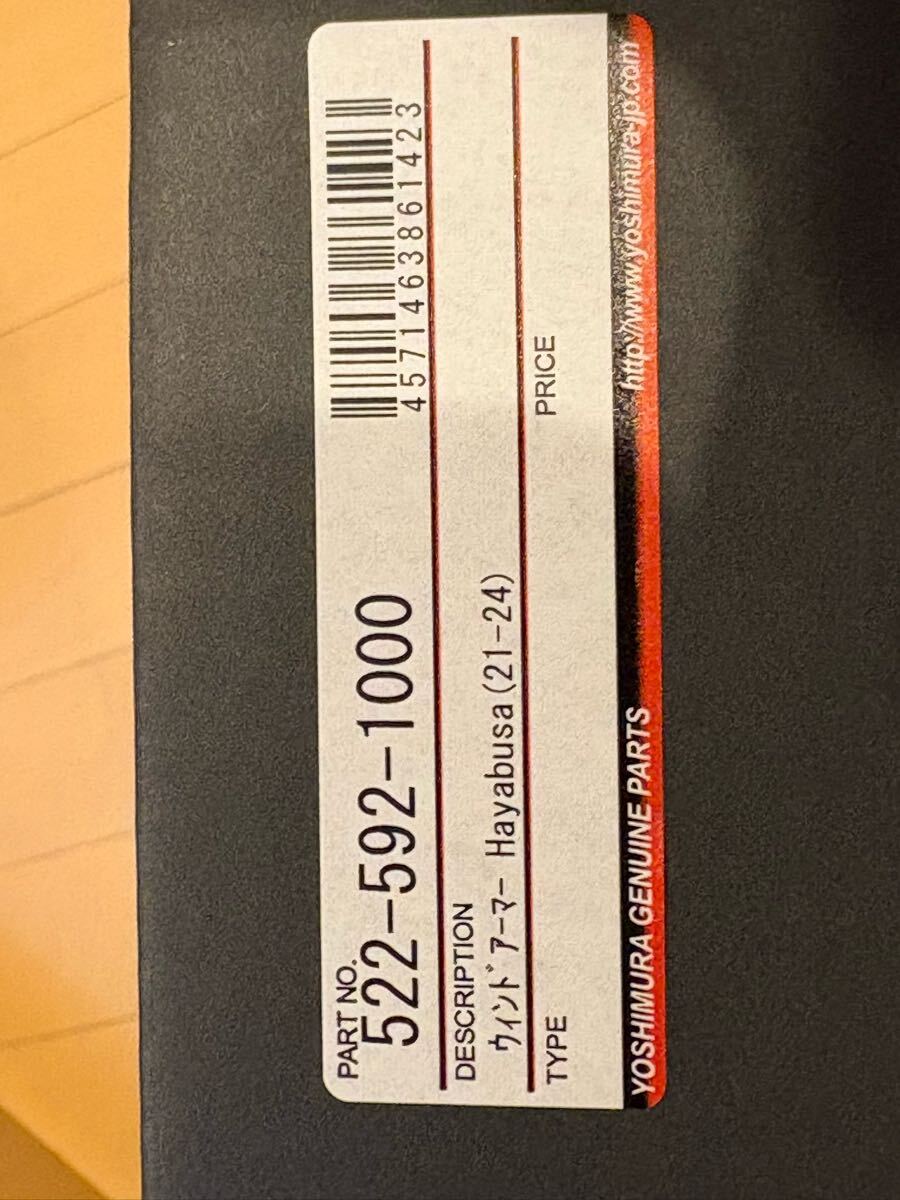 PART NO.
522-592-1000
4571463861423
DESCRIPTION
ウィンドアーマー Hayabusa(21-24)
TYPE
PRICE
YOSHIMURA GENUINE PARTS
http://www.yoshimura-jp.com